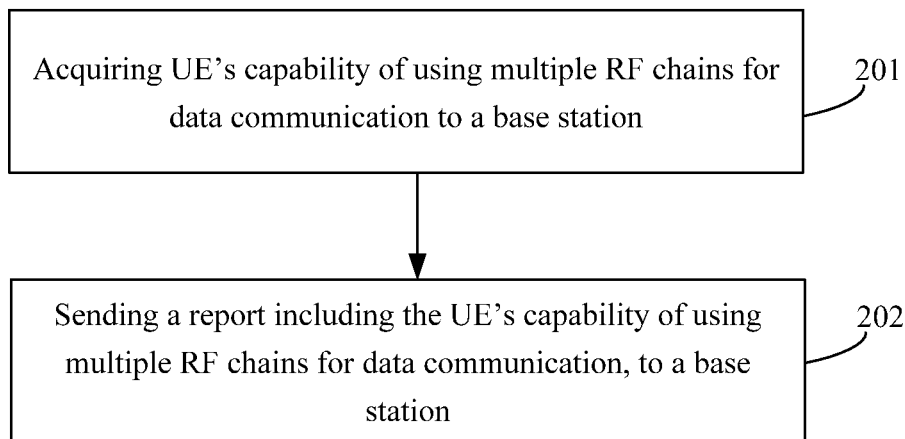 Acquiring UE's capability of using multiple RF chains for
data communication to a base station
201
Sending a report including the UE's capability of using
multiple RF chains for data communication, to a base
station
202